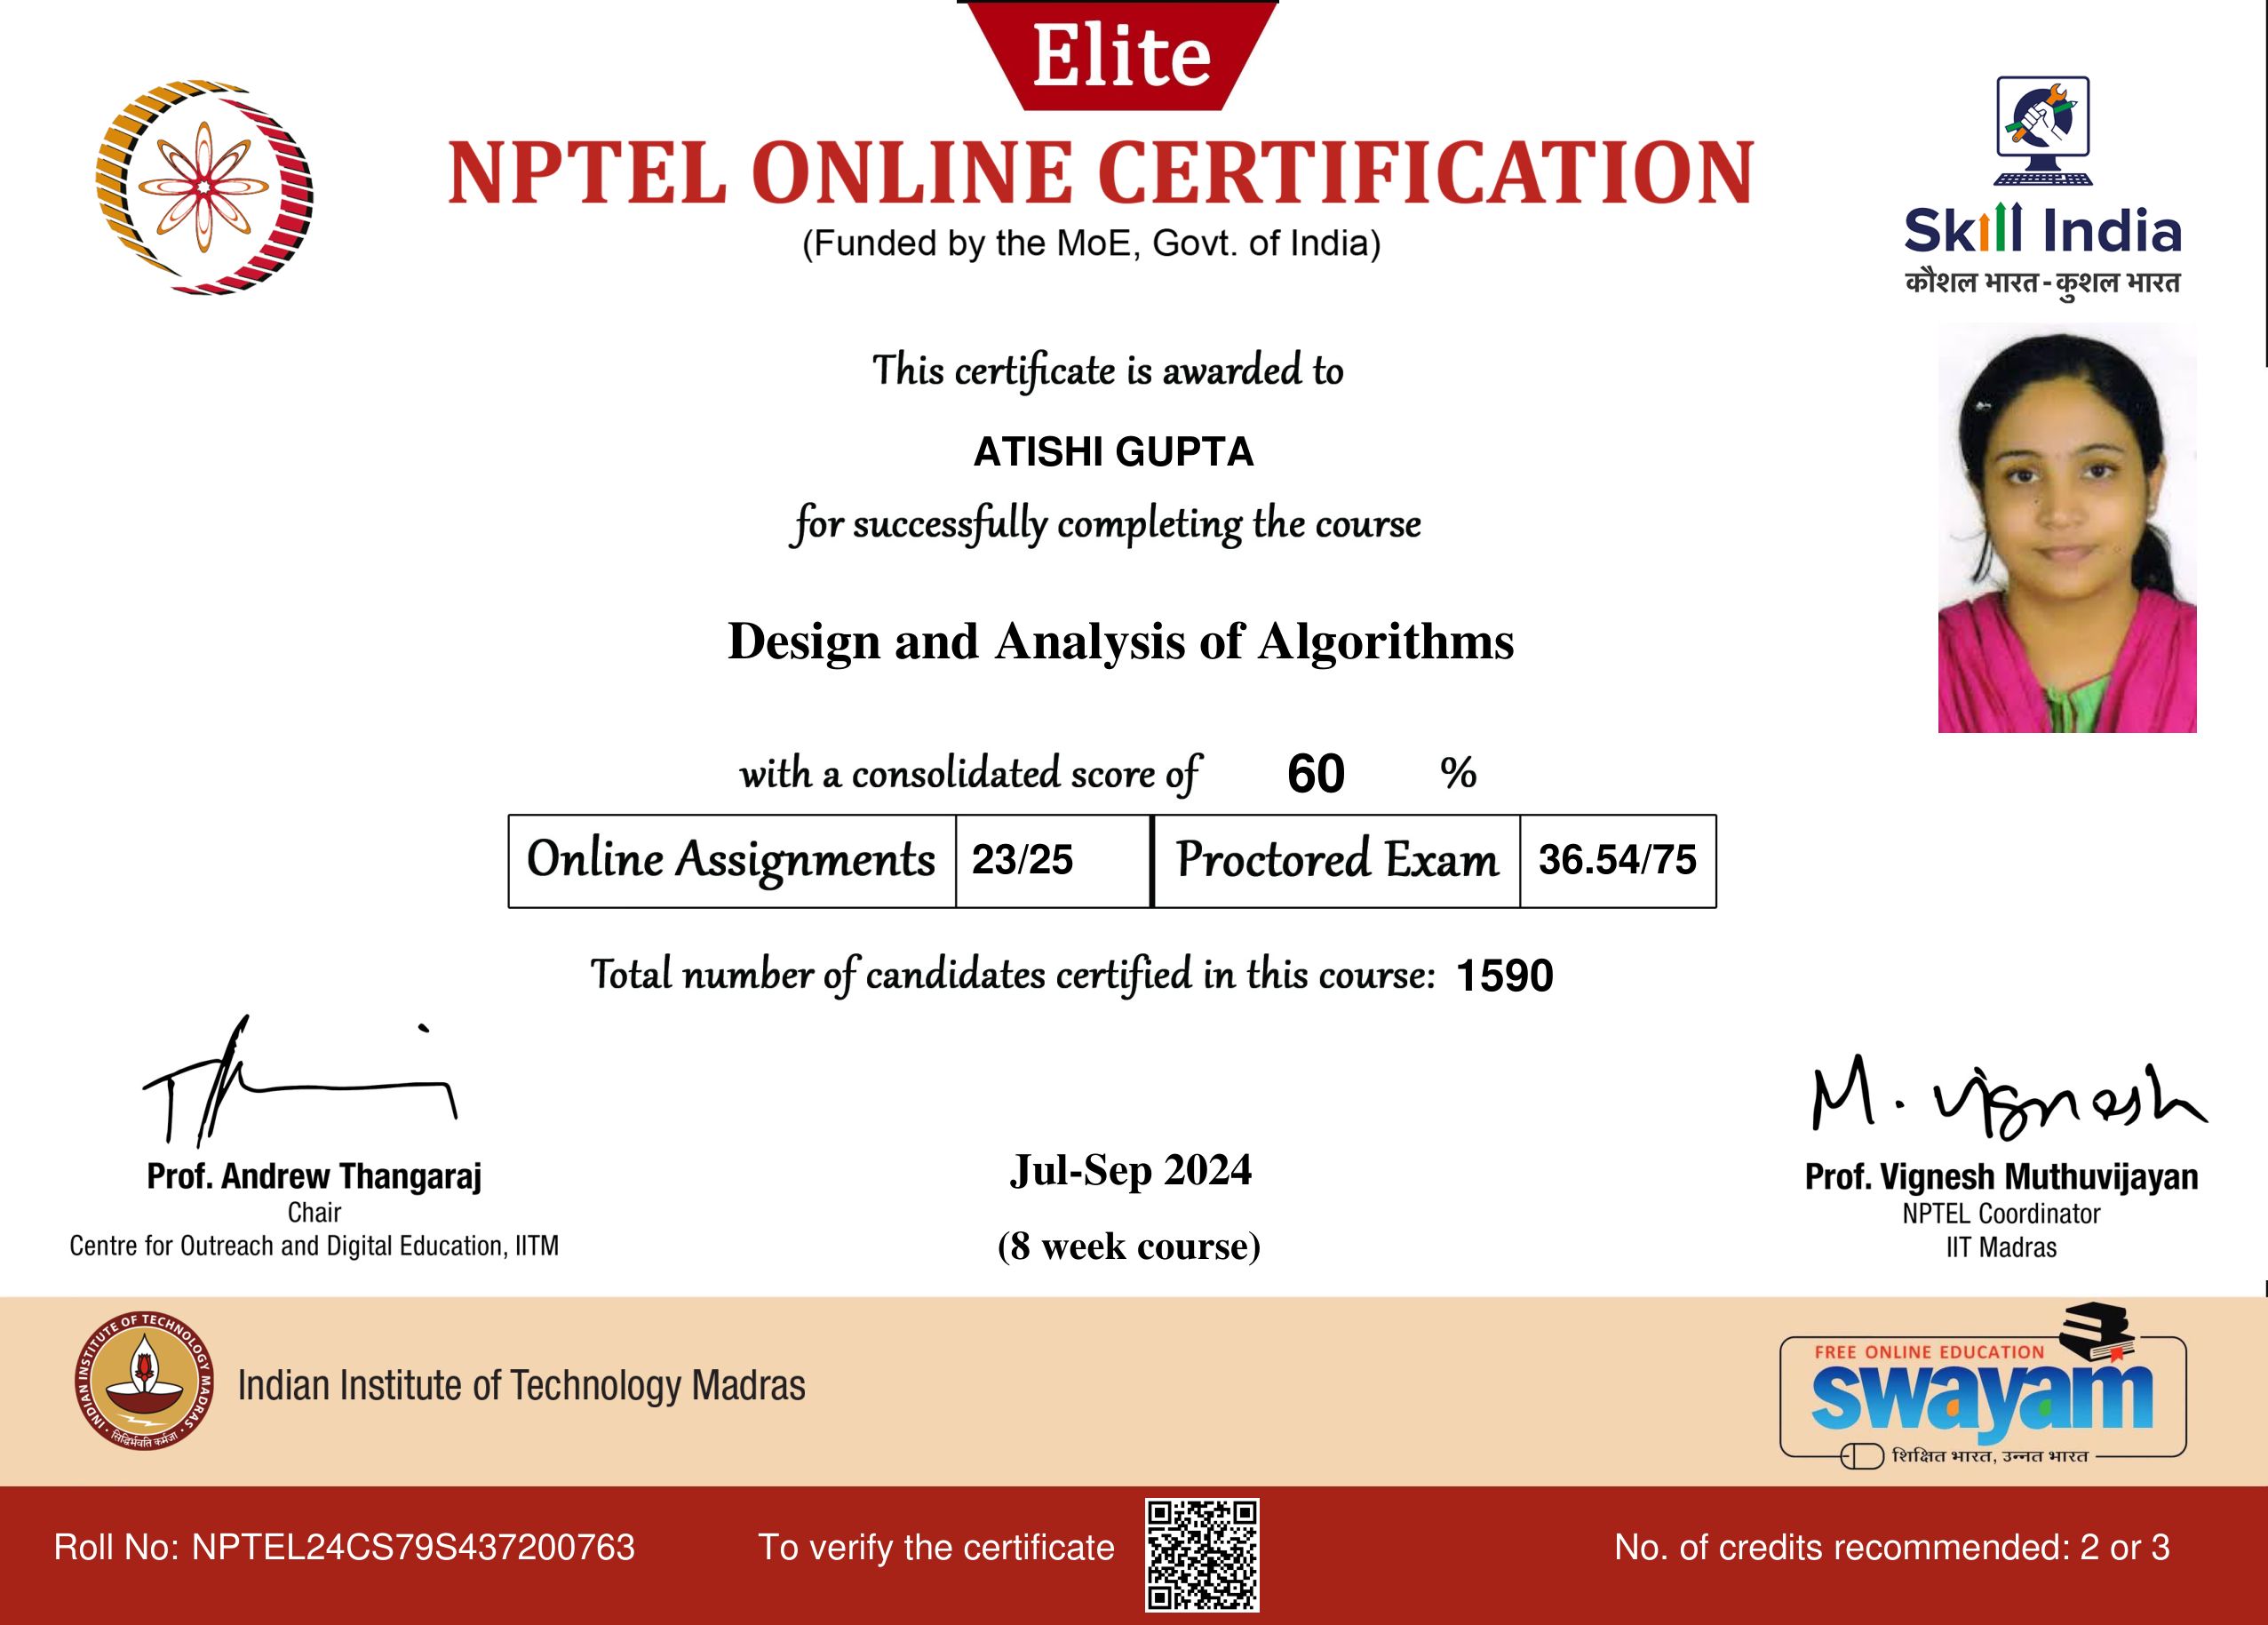 Elite
NPTEL ONLINE CERTIFICATION
(Funded by the MoE, Govt. of India)
Skill India
कौशल भारत - कुशल भारत
This certificate is awarded to
ATISHI GUPTA
for successfully completing the course
Design and Analysis of Algorithms
with a consolidated score of 60 %
Online Assignments 23/25 Proctored Exam 36.54/75
Total number of candidates certified in this course: 1590
M. Vignesh
Prof. Andrew Thangaraj
Chair
Centre for Outreach and Digital Education, IITM
Jul-Sep 2024
(8 week course)
Prof. Vignesh Muthuvijayan
NPTEL Coordinator
IIT Madras
INDIAN INSTITUTE OF TECHNOLOGY MADRAS
सिद्धिर्भवति कर्मजा
Indian Institute of Technology Madras
FREE ONLINE EDUCATION
swayam
शिक्षित भारत, उन्नत भारत
Roll No: NPTEL24CS79S437200763
To verify the certificate
No. of credits recommended: 2 or 3